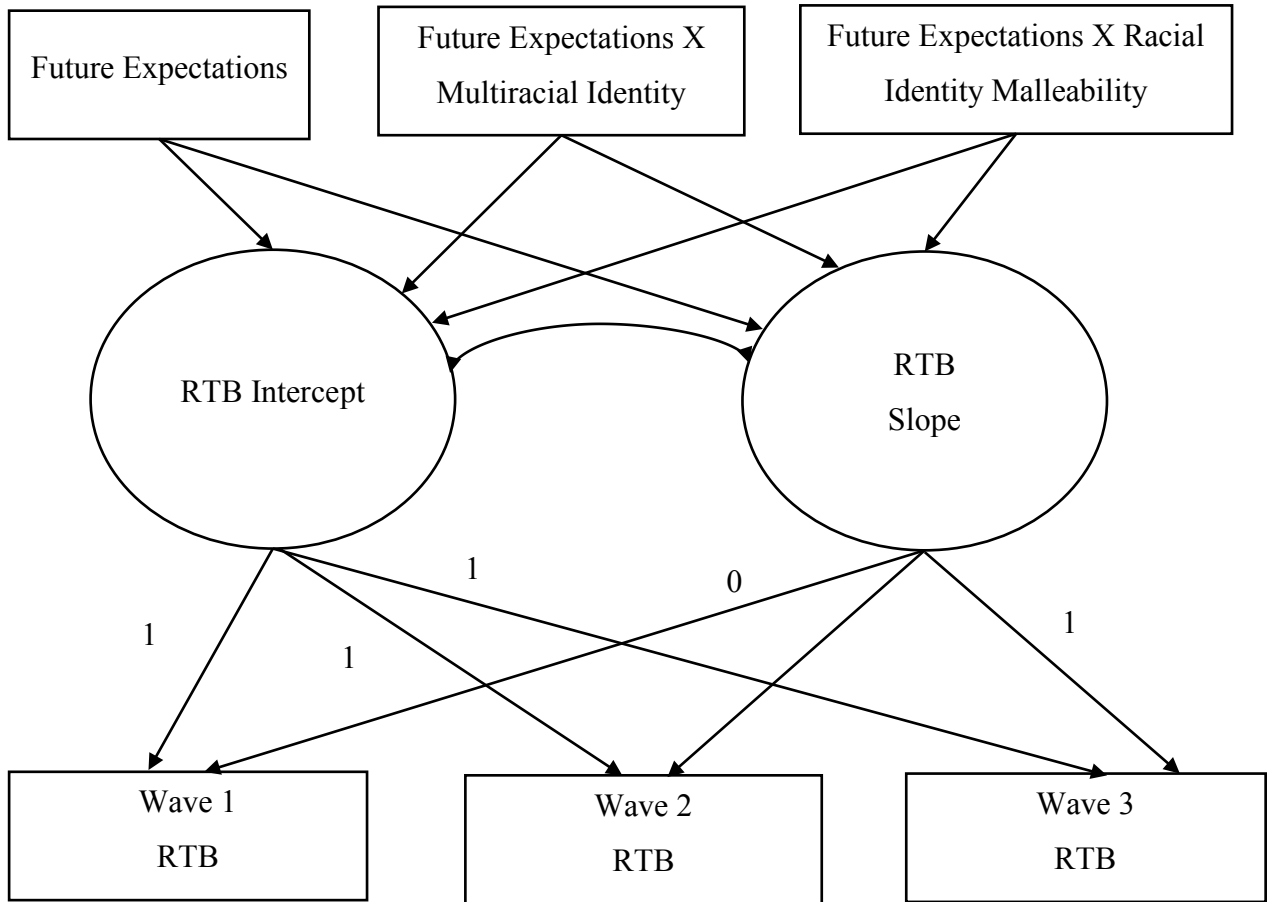 Future Expectations
Future Expectations X
Multiracial Identity
Future Expectations X Racial
Identity Malleability
RTB Intercept
RTB
Slope
1
1
1
0
1
Wave 1
RTB
Wave 2
RTB
Wave 3
RTB